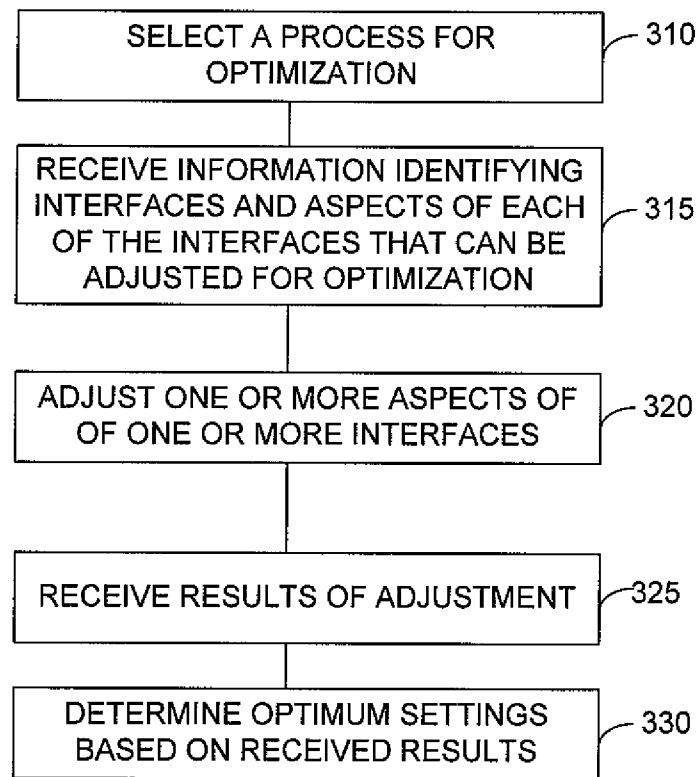 SELECT A PROCESS FOR
OPTIMIZATION
310
RECEIVE INFORMATION IDENTIFYING
INTERFACES AND ASPECTS OF EACH
OF THE INTERFACES THAT CAN BE
ADJUSTED FOR OPTIMIZATION
315
ADJUST ONE OR MORE ASPECTS OF
OF ONE OR MORE INTERFACES
320
RECEIVE RESULTS OF ADJUSTMENT
325
DETERMINE OPTIMUM SETTINGS
BASED ON RECEIVED RESULTS
330